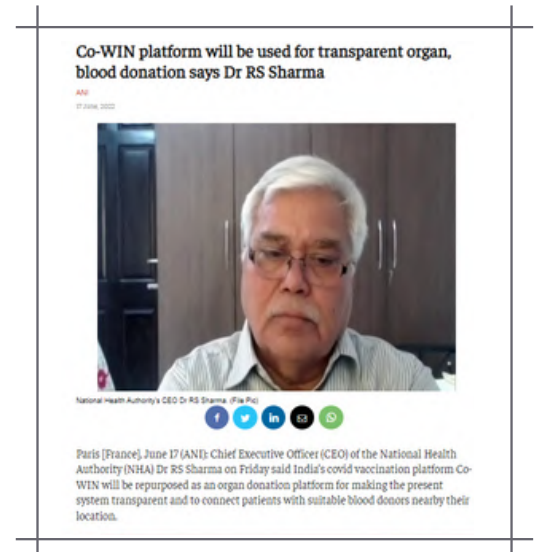 Co-WIN platform will be used for transparent organ,
blood donation says Dr RS Sharma
ANI
17 June, 2022
National Health Authority's CEO Dr RS Sharma. (File Pic)
Paris [France], June 17 (ANI): Chief Executive Officer (CEO) of the National Health
Authority (NHA) Dr RS Sharma on Friday said India's covid vaccination platform Co-
WIN will be repurposed as an organ donation platform for making the present
system transparent and to connect patients with suitable blood donors nearby their
location.